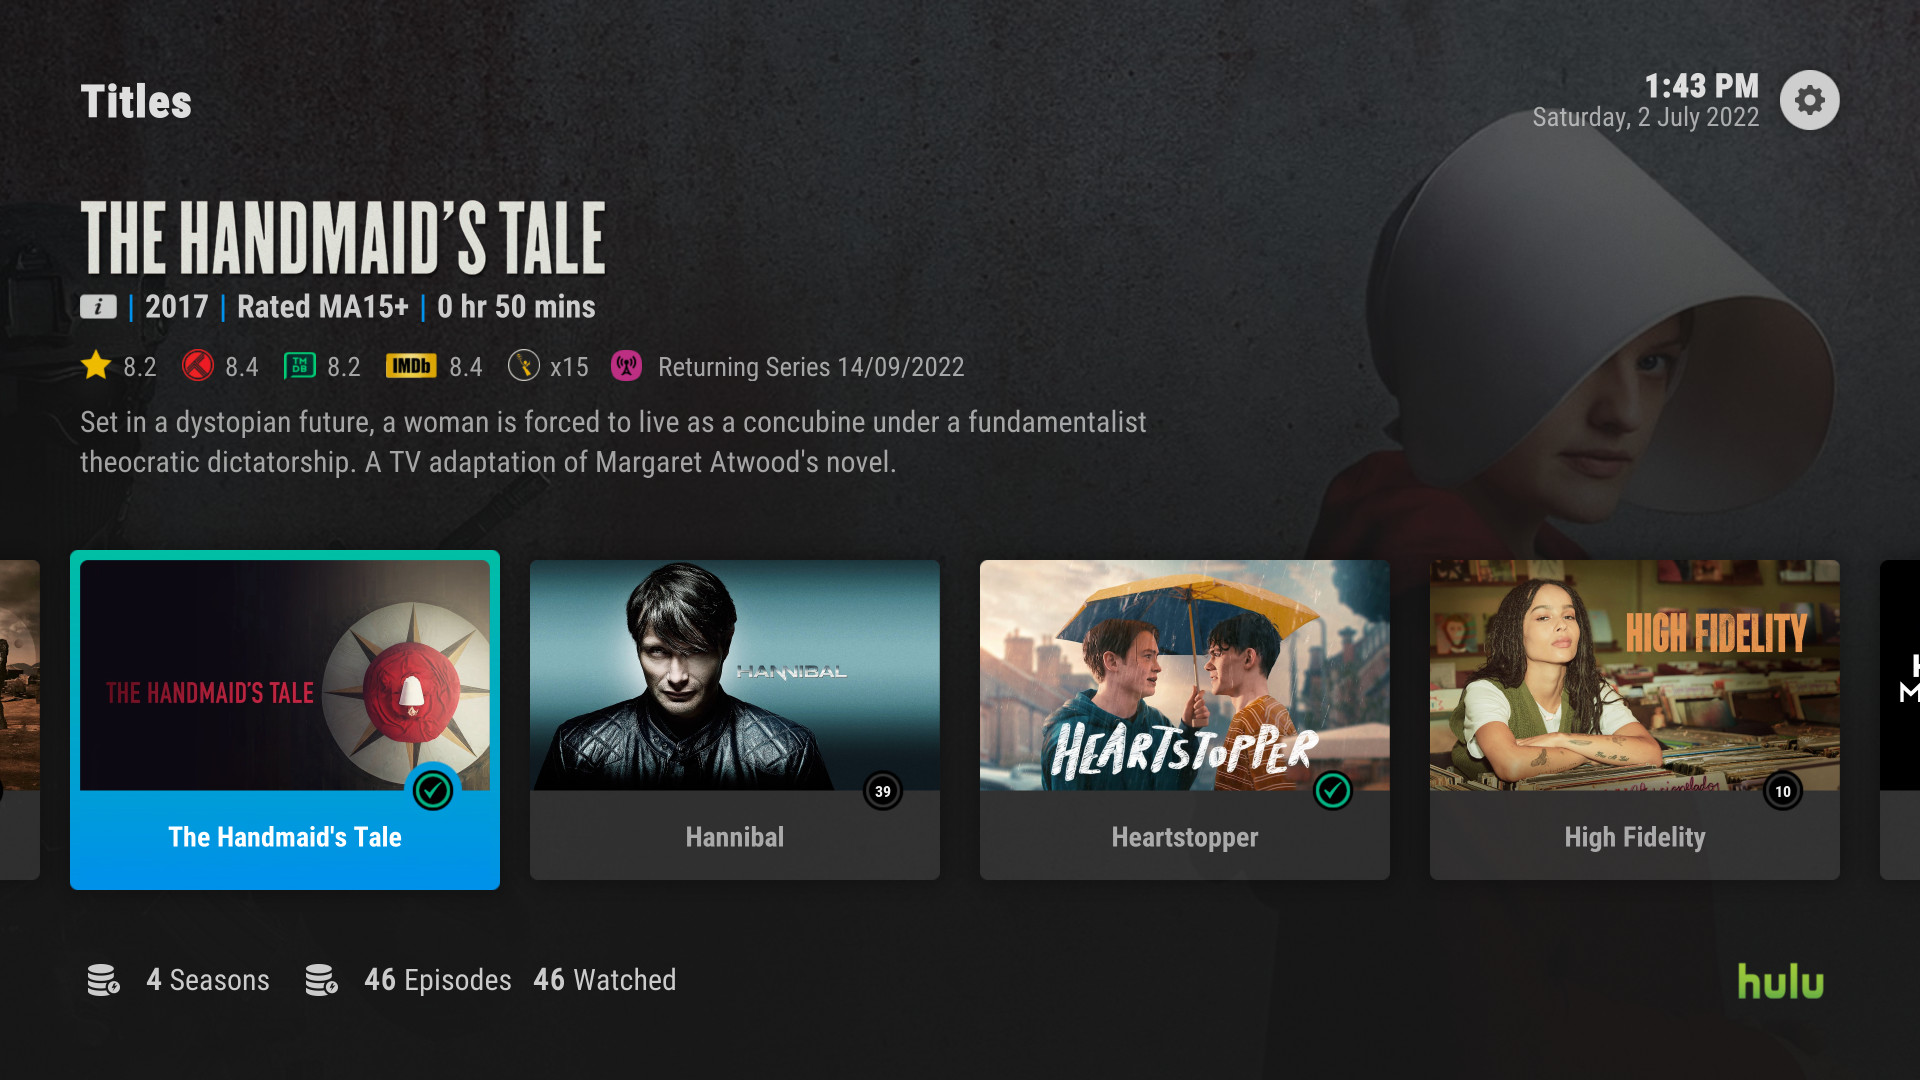 Titles
1:43 PM
Saturday, 2 July 2022
THE HANDMAID'S TALE
i | 2017 | Rated MA15+ | 0 hr 50 mins
8.2 8.4 TMDB 8.2 IMDb 8.4 x15 Returning Series 14/09/2022
Set in a dystopian future, a woman is forced to live as a concubine under a fundamentalist
theocratic dictatorship. A TV adaptation of Margaret Atwood's novel.
THE HANDMAID'S TALE
HANNIBAL
HEARTSTOPPER
HIGH FIDELITY
39
10
The Handmaid's Tale
Hannibal
Heartstopper
High Fidelity
4 Seasons 46 Episodes 46 Watched
hulu